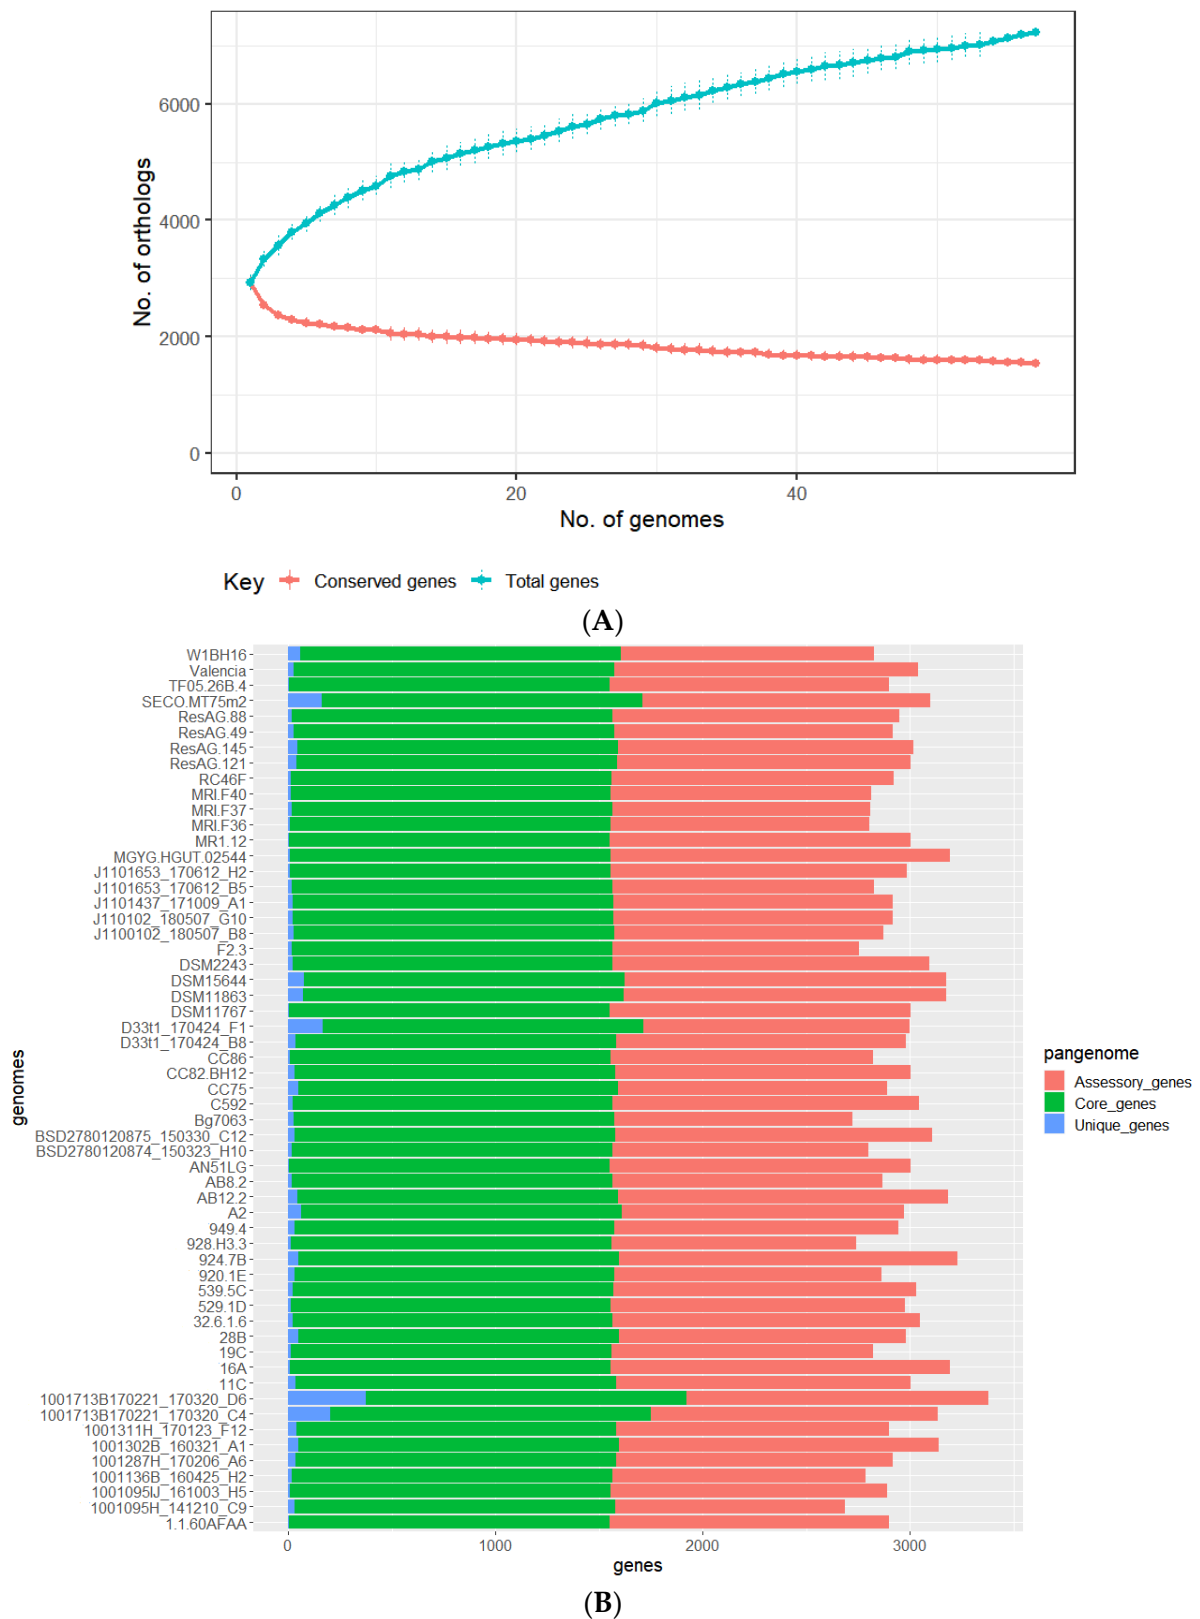 6000
4000
2000
0
No. of orthologs
0 20 40
No. of genomes
Key Conserved genes Total genes
(A)
W1BH16
Valencia
TF05.26B.4
SECO.MT75m2
ResAG.88
ResAG.49
ResAG.145
ResAG.121
RC46F
MRI.F40
MRI.F37
MRI.F36
MR1.12
MGYG.HGUT.02544
J1101653_170612_H2
J1101653_170612_B5
J1101437_171009_A1
J110102_180507_G10
J1100102_180507_B8
F2.3
DSM2243
DSM15644
DSM11863
DSM11767
D33t1_170424_F1
D33t1_170424_B8
CC86
CC82.BH12
CC75
C592
Bg7063
BSD2780120875_150330_C12
BSD2780120874_150323_H10
AN51LG
AB8.2
AB12.2
A2
949.4
928.H3.3
924.7B
920.1E
539.5C
529.1D
32.6.1.6
28B
19C
16A
11C
1001713B170221_170320_D6
1001713B170221_170320_C4
1001311H_170123_F12
1001302B_160321_A1
1001287H_170206_A6
1001136B_160425_H2
1001095IJ_161003_H5
1001095H_141210_C9
1.1.60AFAA
genomes
0 1000 2000 3000
genes
pangenome
Assessory_genes
Core_genes
Unique_genes
(B)